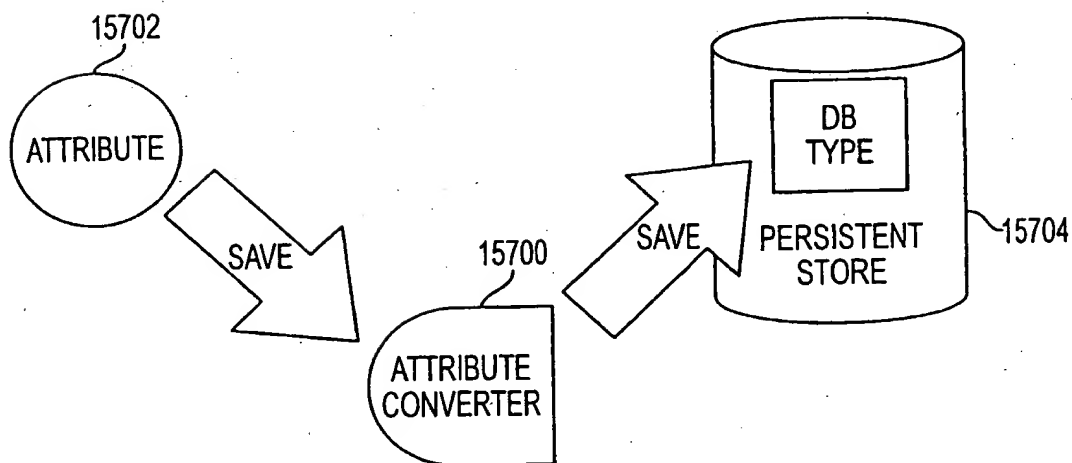 15702
ATTRIBUTE
SAVE
15700
ATTRIBUTE
CONVERTER
SAVE
DB
TYPE
PERSISTENT
STORE
15704